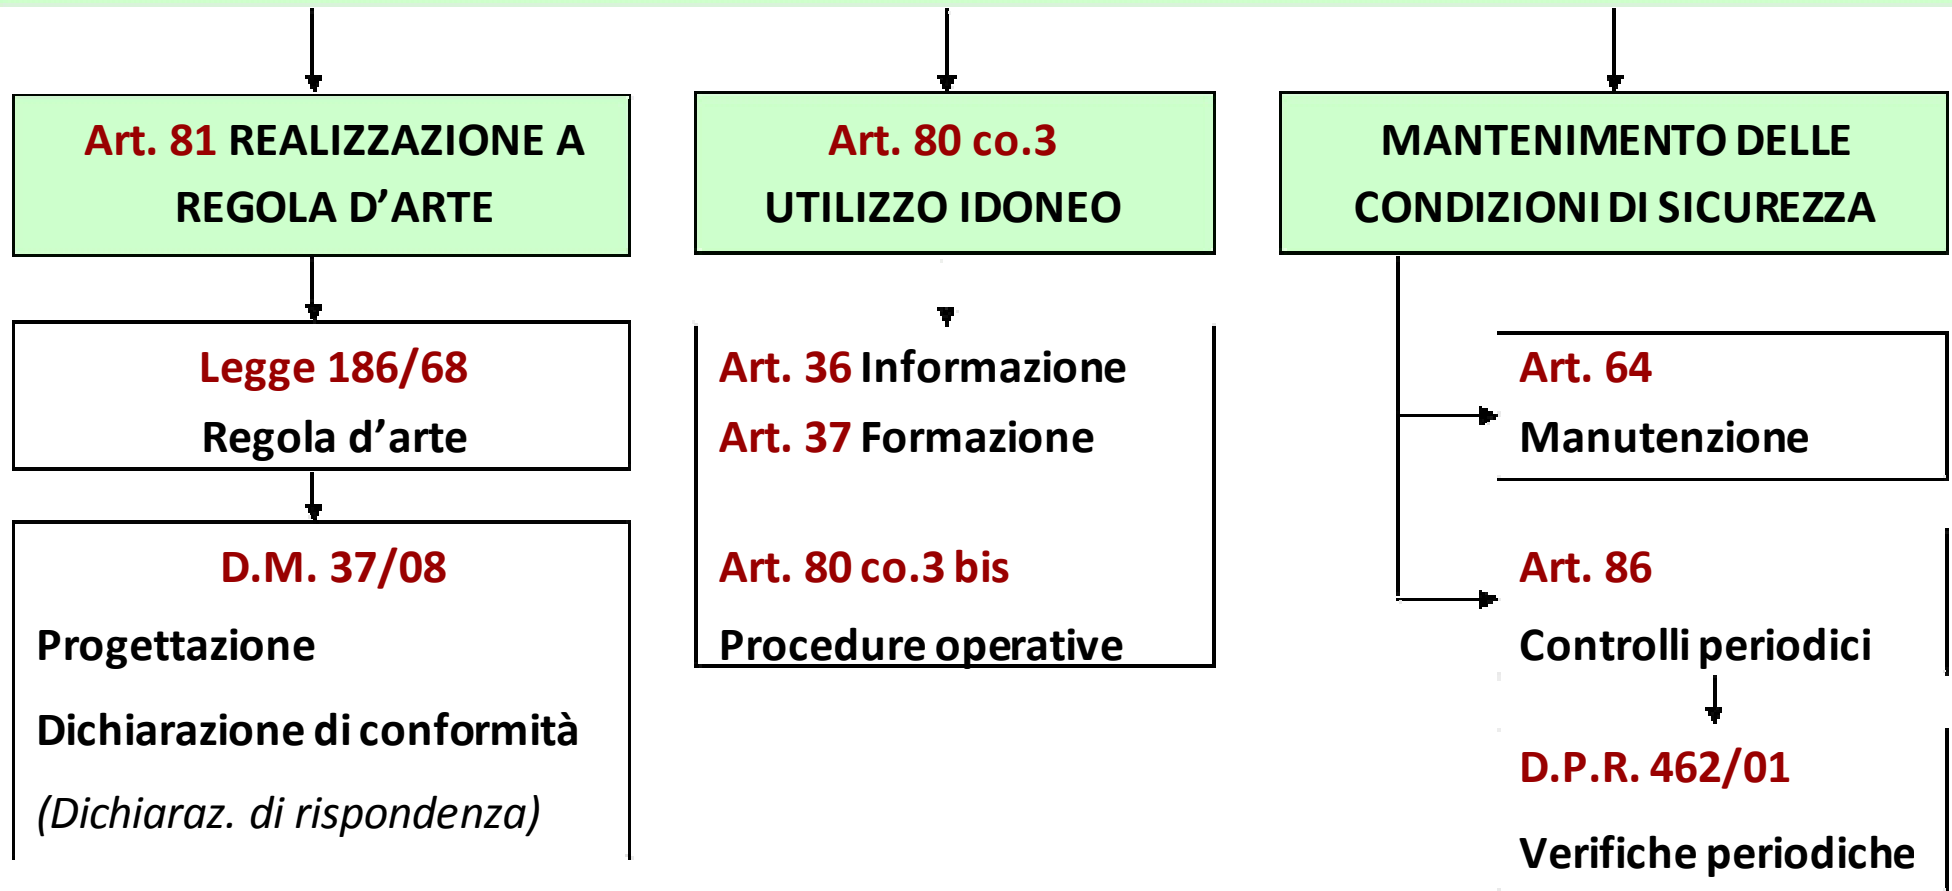 Art. 81 REALIZZAZIONE A
REGOLA D’ARTE
Legge 186/68
Regola d’arte
D.M. 37/08
Progettazione
Dichiarazione di conformità
(Dichiaraz. di rispondenza)
Art. 80 co.3
UTILIZZO IDONEO
Art. 36 Informazione
Art. 37 Formazione
Art. 80 co.3 bis
Procedure operative
MANTENIMENTO DELLE
CONDIZIONI DI SICUREZZA
Art. 64
Manutenzione
Art. 86
Controlli periodici
D.P.R. 462/01
Verifiche periodiche